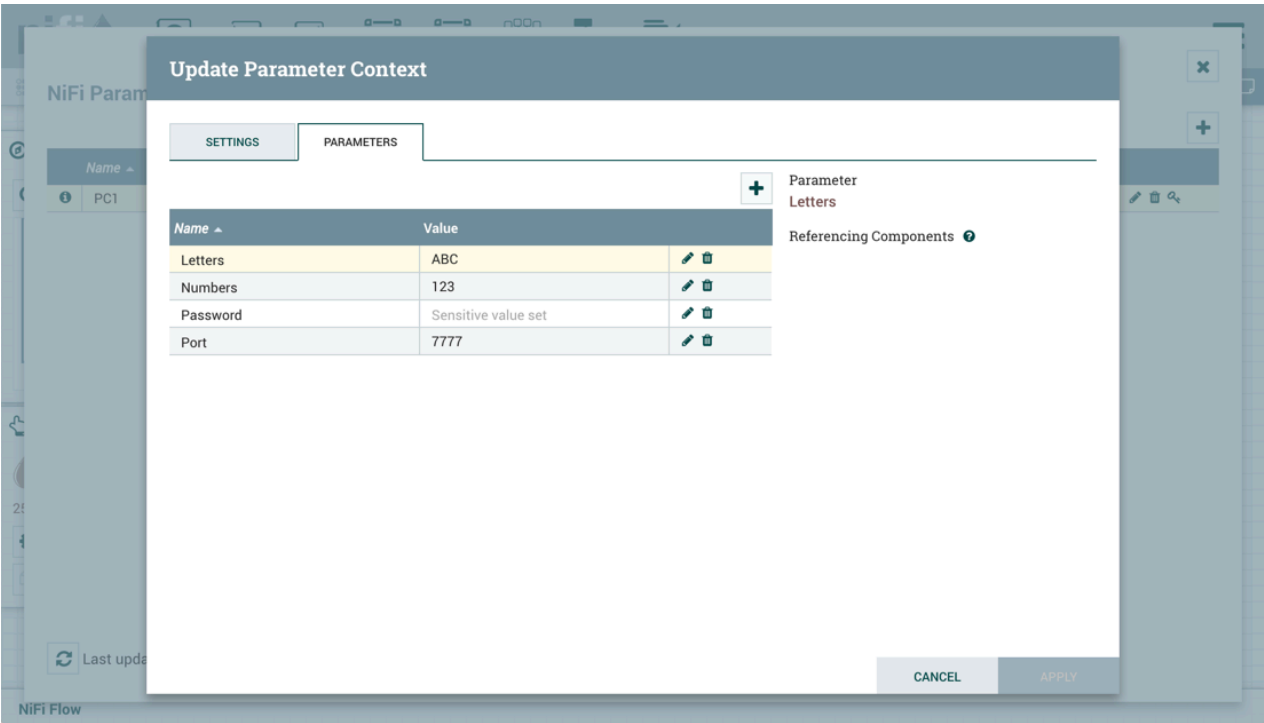 Update Parameter Context
NiFi Param
SETTINGS
PARAMETERS
Name
PC1
Parameter
Letters
Name Value
Referencing Components
Letters ABC
Numbers 123
Password Sensitive value set
Port 7777
Last upda
CANCEL
APPLY
NiFi Flow